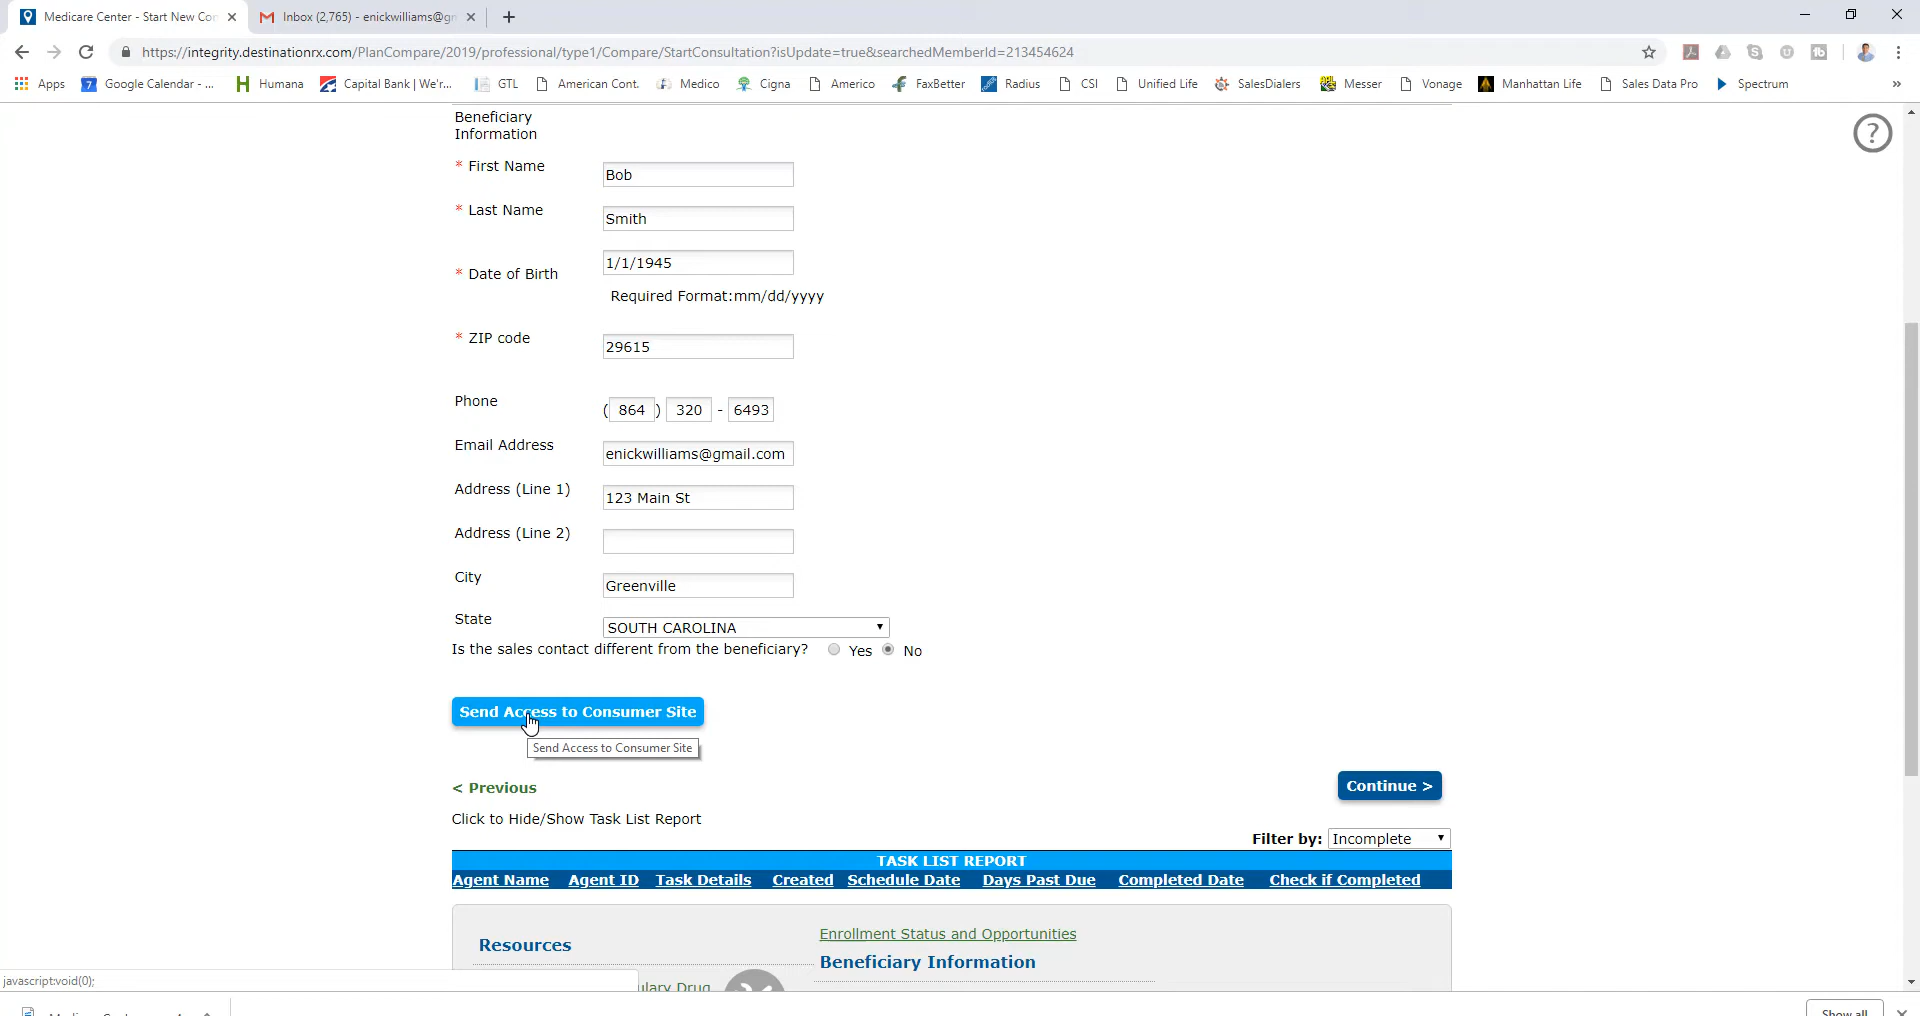 Medicare Center - Start New Con
Inbox (2,765) - enickwilliams@gm
https://integrity.destinationrx.com/PlanCompare/2019/professional/type1/Compare/StartConsultation?isUpdate=true&searchedMemberId=213454624
Apps
Google Calendar - ...
Humana
Capital Bank | We'r...
GTL
American Cont.
Medico
Cigna
Americo
FaxBetter
Radius
CSI
Unified Life
SalesDialers
Messer
Vonage
Manhattan Life
Sales Data Pro
Spectrum
»
?
Beneficiary
Information
* First Name
Bob
* Last Name
Smith
* Date of Birth
1/1/1945
Required Format:mm/dd/yyyy
* ZIP code
29615
Phone
( 864 ) 320 - 6493
Email Address
enickwilliams@gmail.com
Address (Line 1)
123 Main St
Address (Line 2)
City
Greenville
State
SOUTH CAROLINA
Is the sales contact different from the beneficiary? Yes No
Send Access to Consumer Site
Send Access to Consumer Site
< Previous
Continue >
Click to Hide/Show Task List Report
Filter by: Incomplete
TASK LIST REPORT
Agent Name Agent ID Task Details Created Schedule Date Days Past Due Completed Date Check if Completed
Resources
Enrollment Status and Opportunities
Beneficiary Information
ulary Drug
javascript:void(0);
Show all